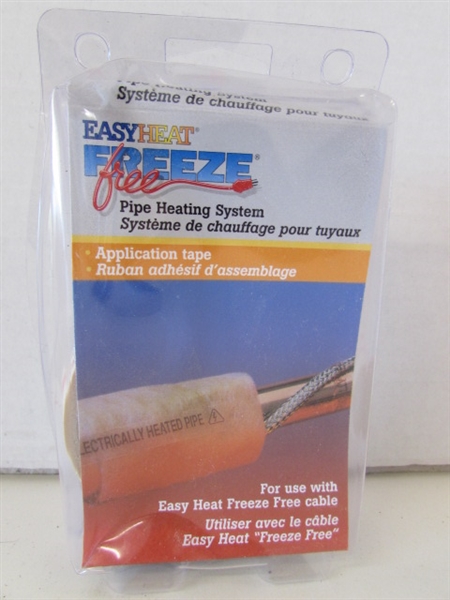 Pipe Heating System
Système de chauffage pour tuyaux
EASYHEAT®
FREEZE®
free
Pipe Heating System
Système de chauffage pour tuyaux
· Application tape
· Ruban adhésif d'assemblage
ELECTRICALLY HEATED PIPE
For use with
Easy Heat Freeze Free cable
Utiliser avec le câble
Easy Heat "Freeze Free"